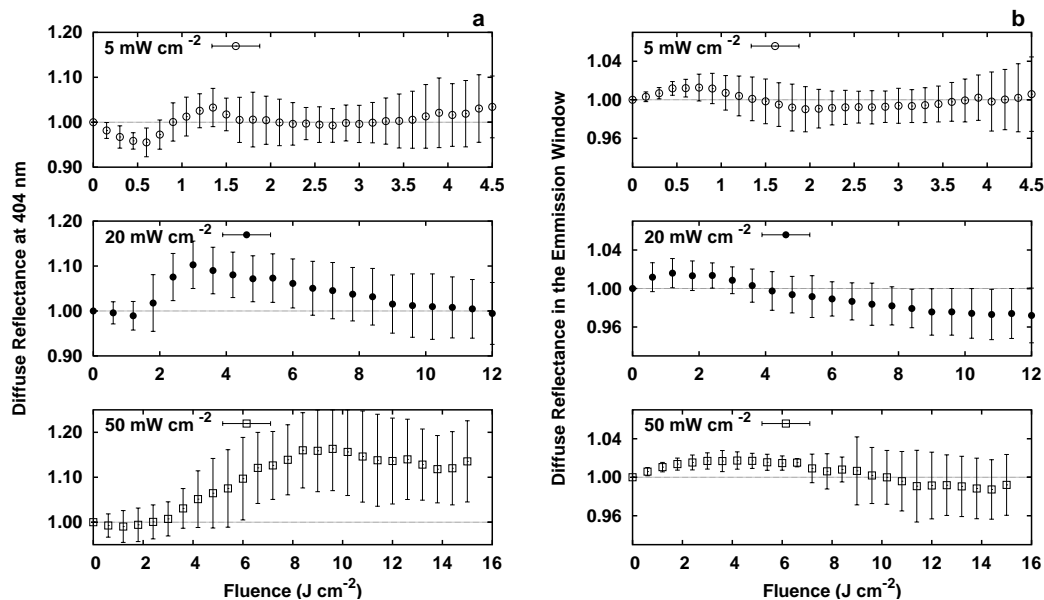 a
Diffuse Reflectance at 404 nm
5 mW cm -2
1.20
1.10
1.00
0.90
0 0.5 1 1.5 2 2.5 3 3.5 4 4.5
20 mW cm -2
1.20
1.10
1.00
0.90
0 2 4 6 8 10 12
50 mW cm -2
1.20
1.10
1.00
0 2 4 6 8 10 12 14 16
Fluence (J cm-2)
b
Diffuse Reflectance in the Emmission Window
5 mW cm -2
1.04
1.00
0.96
0 0.5 1 1.5 2 2.5 3 3.5 4 4.5
20 mW cm -2
1.04
1.00
0.96
0 2 4 6 8 10 12
50 mW cm -2
1.04
1.00
0.96
0 2 4 6 8 10 12 14 16
Fluence (J cm-2)